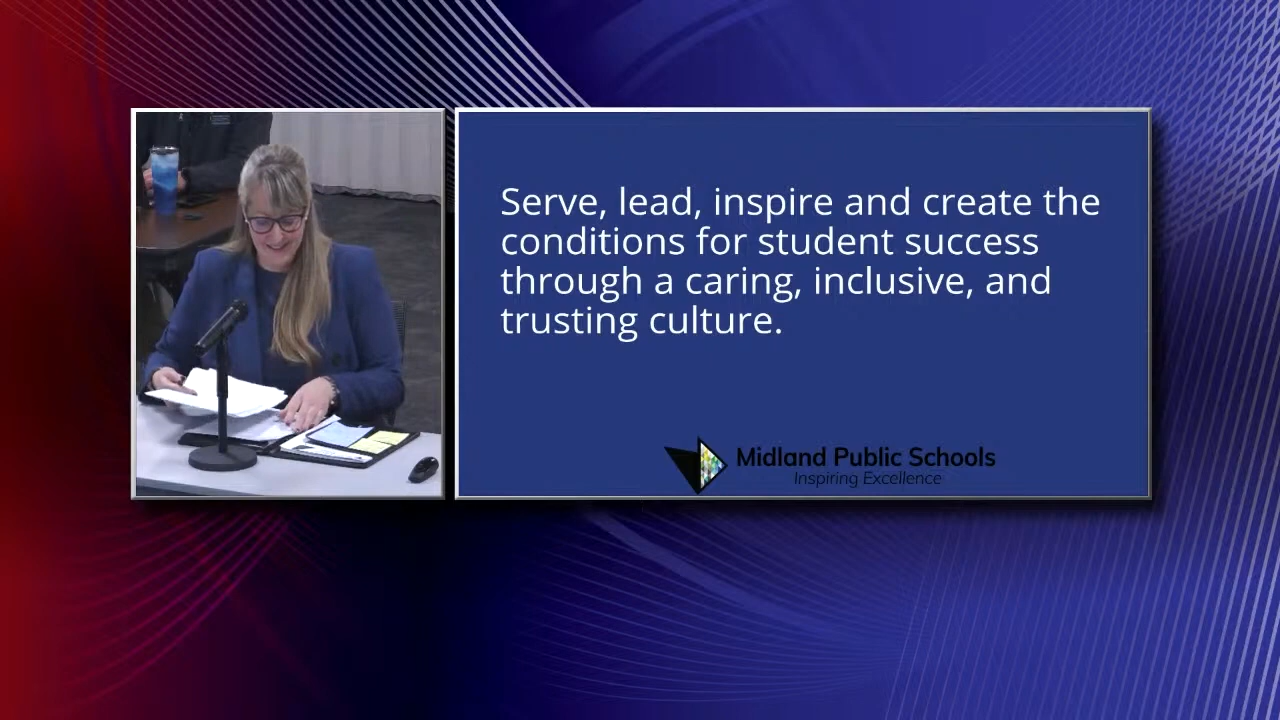 Serve, lead, inspire and create the
conditions for student success
through a caring, inclusive, and
trusting culture.
Midland Public Schools
Inspiring Excellence